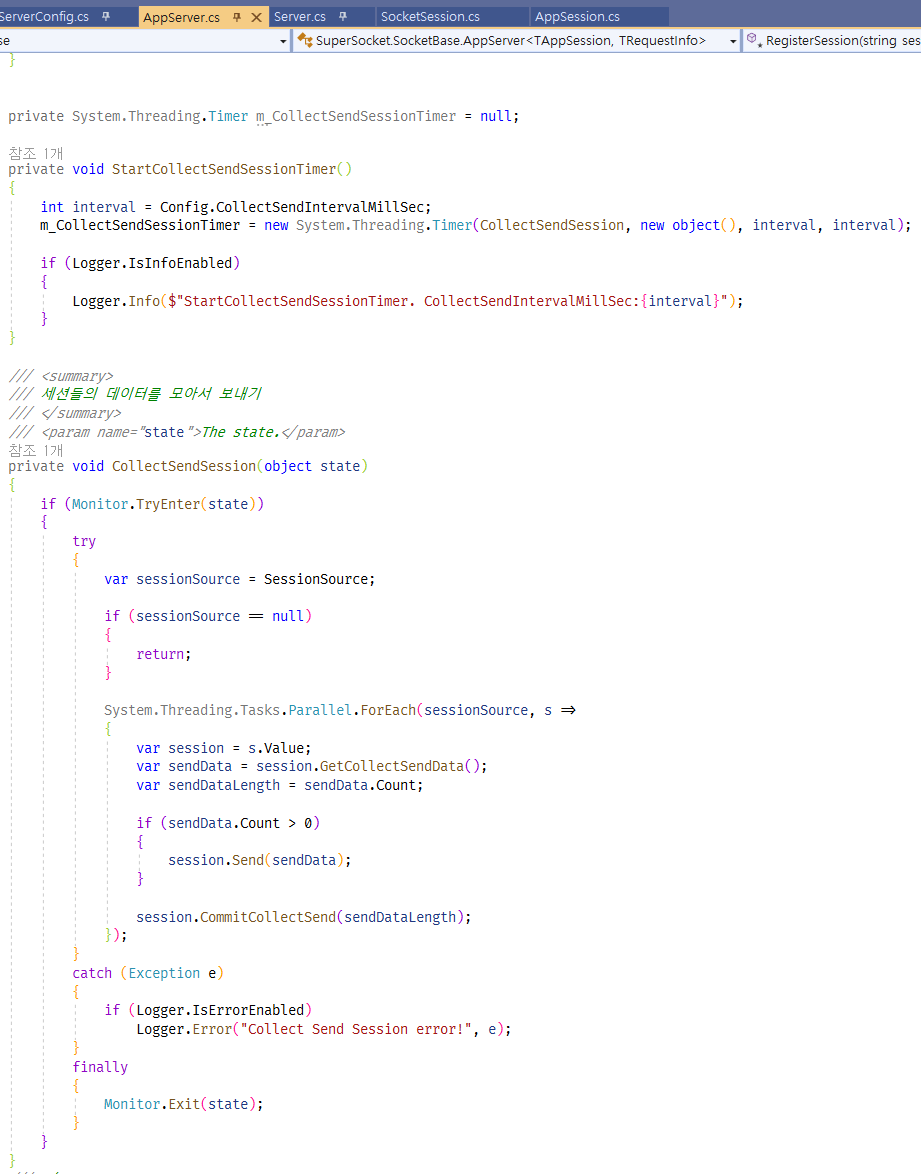 ServerConfig.cs
AppServer.cs
Server.cs
SocketSession.cs
AppSession.cs
se
SuperSocket.SocketBase.AppServer<TAppSession, TRequestInfo>
RegisterSession(string ses
}
private System.Threading.Timer m_CollectSendSessionTimer = null;
참조 1개
private void StartCollectSendSessionTimer()
{
int interval = Config.CollectSendIntervalMillSec;
m_CollectSendSessionTimer = new System.Threading.Timer(CollectSendSession, new object(), interval, interval);
if (Logger.IsInfoEnabled)
{
Logger.Info($"StartCollectSendSessionTimer. CollectSendIntervalMillSec:{interval}");
}
}
/// <summary>
/// 세션들의 데이터를 모아서 보내기
/// </summary>
/// <param name="state">The state.</param>
참조 1개
private void CollectSendSession(object state)
{
if (Monitor.TryEnter(state))
{
try
{
var sessionSource = SessionSource;
if (sessionSource == null)
{
return;
}
System.Threading.Tasks.Parallel.ForEach(sessionSource, s =>
{
var session = s.Value;
var sendData = session.GetCollectSendData();
var sendDataLength = sendData.Count;
if (sendData.Count > 0)
{
session.Send(sendData);
}
session.CommitCollectSend(sendDataLength);
});
}
catch (Exception e)
{
if (Logger.IsErrorEnabled)
Logger.Error("Collect Send Session error!", e);
}
finally
{
Monitor.Exit(state);
}
}
}